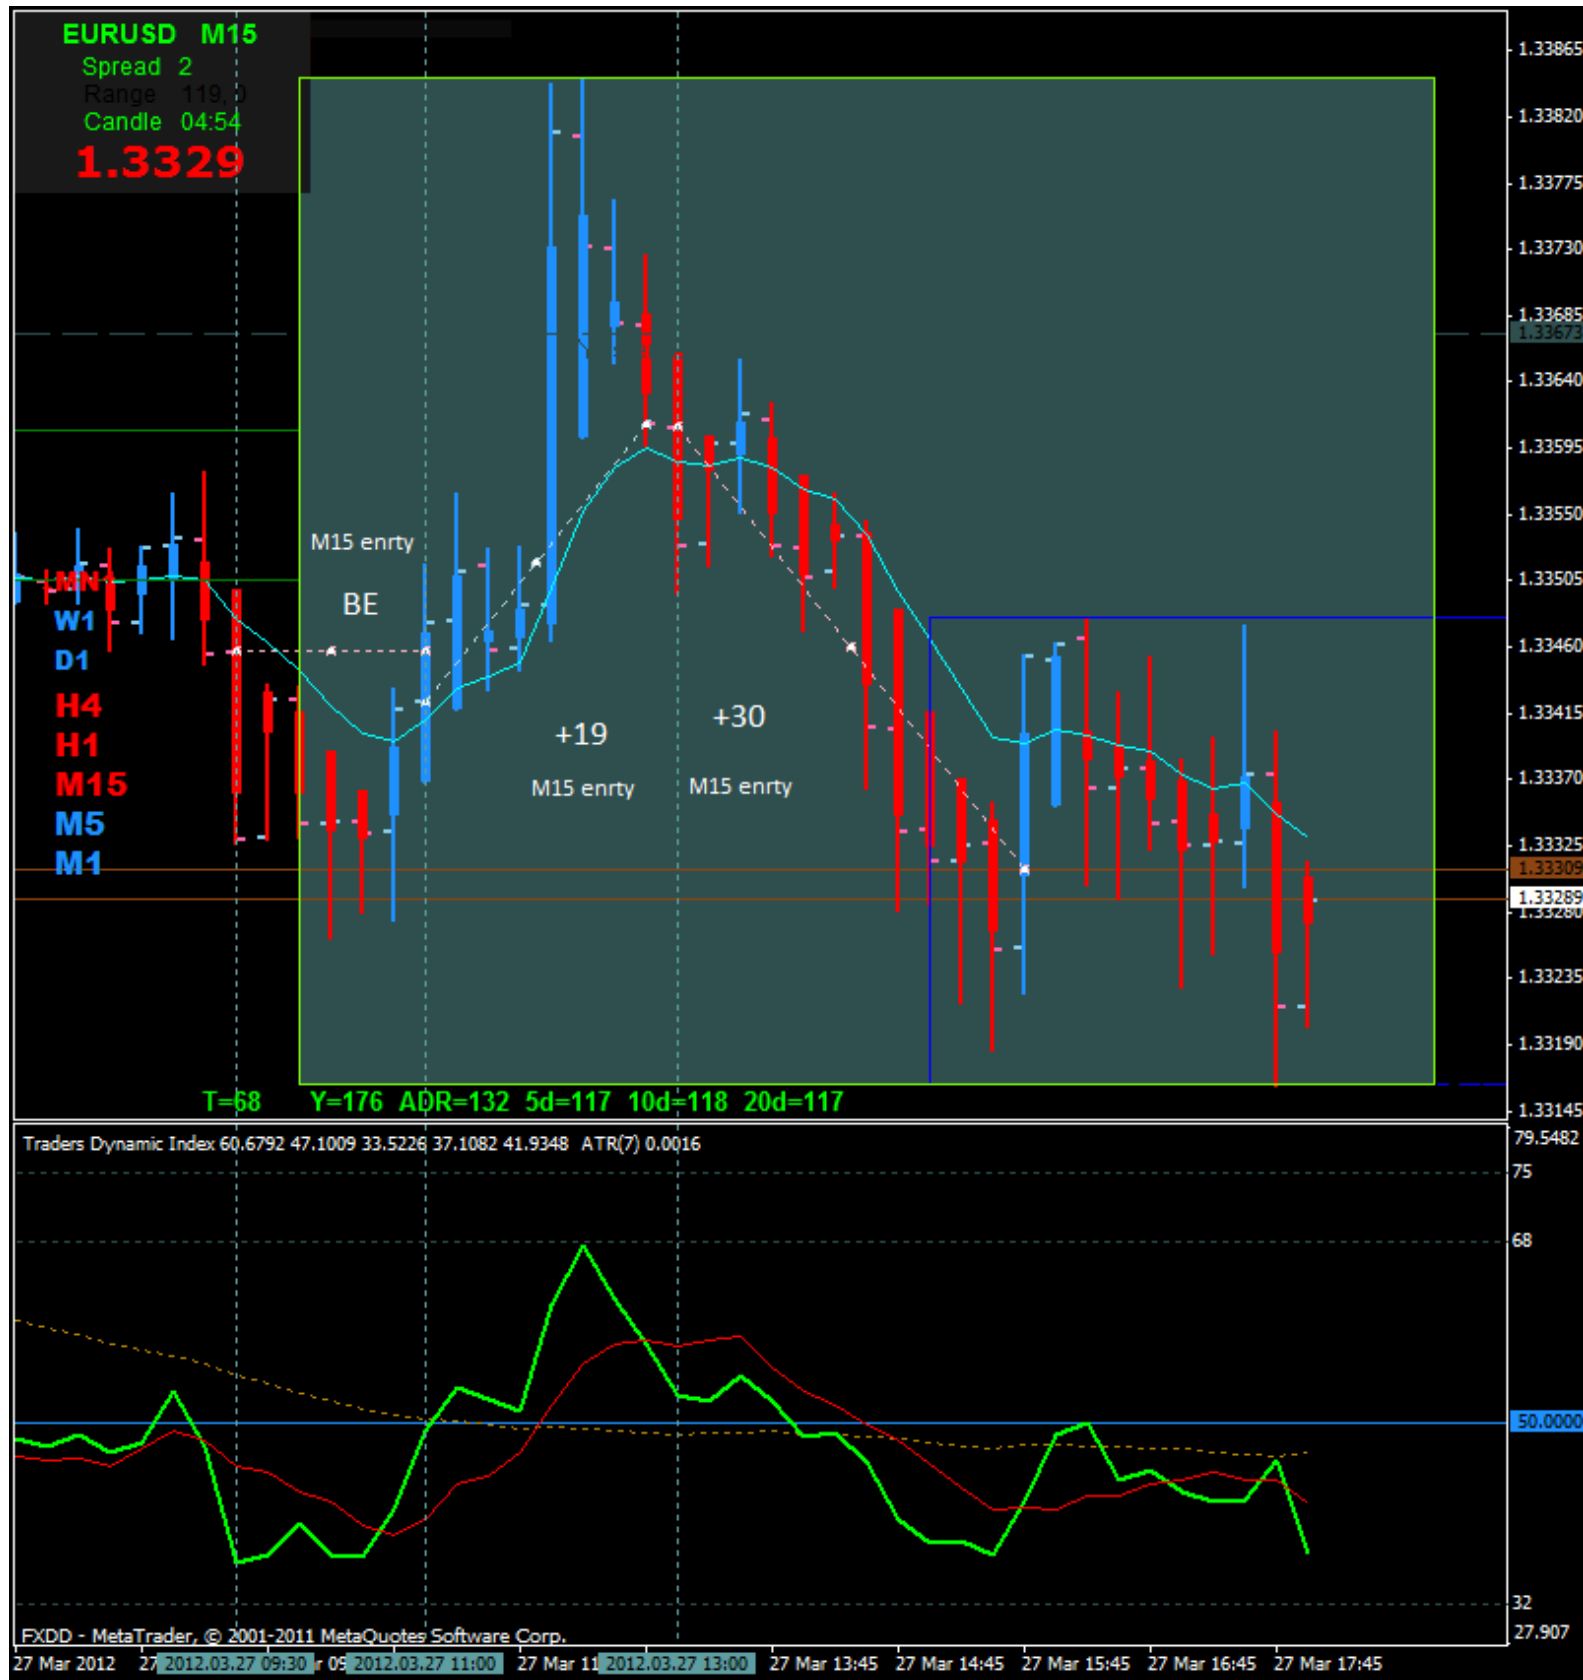 EURUSD M15
Spread 2
Range 119,0
Candle 04:54
1.3329
1.33865
1.33820
1.33775
1.33730
1.33685
1.33673
1.33640
1.33595
1.33550
1.33505
1.33460
1.33415
1.33370
1.33325
1.33309
1.33289
1.33280
1.33235
1.33190
1.33145
MN1
W1
D1
H4
H1
M15
M5
M1
M15 enrty
BE
+19
M15 enrty
+30
M15 enrty
T=68 Y=176 ADR=132 5d=117 10d=118 20d=117
Traders Dynamic Index 60.6792 47.1009 33.5226 37.1082 41.9348 ATR(7) 0.0016
79.5482
75
68
50.0000
32
27.907
FXDD - MetaTrader, © 2001-2011 MetaQuotes Software Corp.
27 Mar 2012 27 2012.03.27 09:30 r 09 2012.03.27 11:00 27 Mar 11 2012.03.27 13:00 27 Mar 13:45 27 Mar 14:45 27 Mar 15:45 27 Mar 16:45 27 Mar 17:45